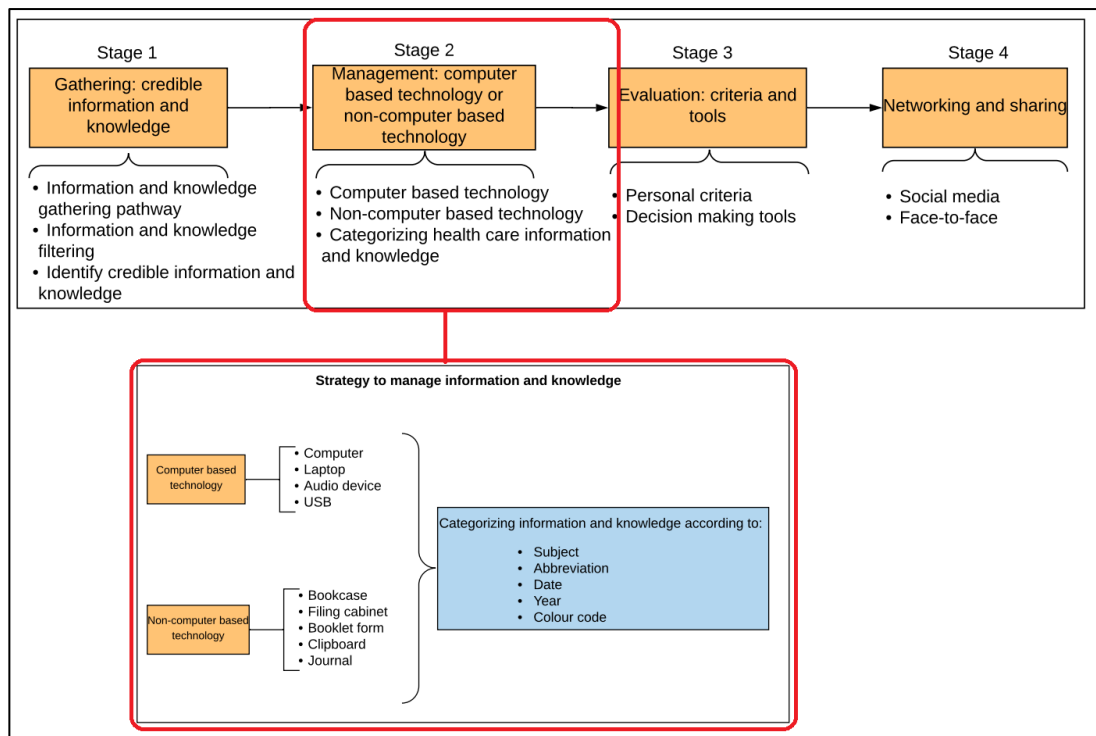 Stage 1
Gathering: credible
information and
knowledge
• Information and knowledge
gathering pathway
• Information and knowledge
filtering
• Identify credible information and
knowledge
Stage 2
Management: computer
based technology or
non-computer based
technology
• Computer based technology
• Non-computer based technology
• Categorizing health care information
and knowledge
Stage 3
Evaluation: criteria and
tools
• Personal criteria
• Decision making tools
Stage 4
Networking and sharing
• Social media
• Face-to-face
Strategy to manage information and knowledge
Computer based
technology
• Computer
• Laptop
• Audio device
• USB
Non-computer based
technology
• Bookcase
• Filing cabinet
• Booklet form
• Clipboard
• Journal
Categorizing information and knowledge according to:
• Subject
• Abbreviation
• Date
• Year
• Colour code